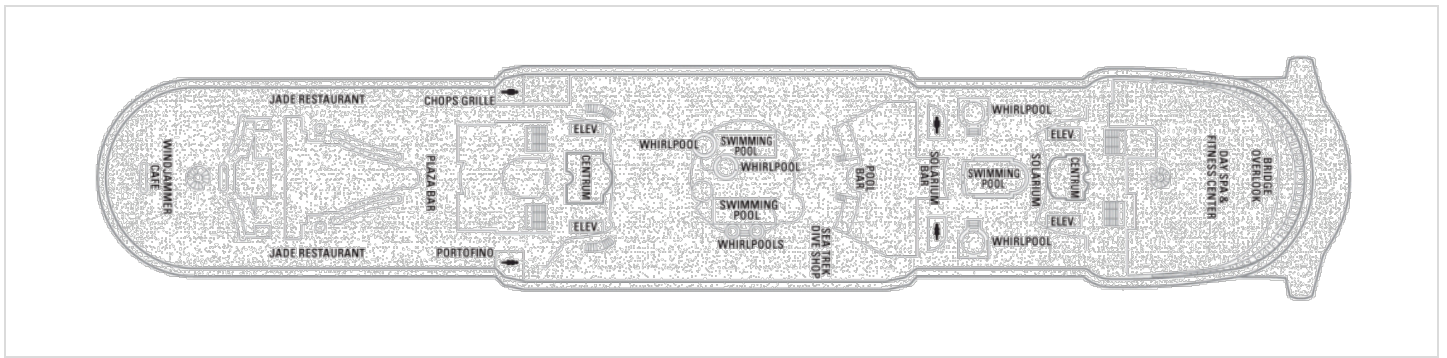 JADE RESTAURANT
CHOPS GRILLE
WINDJAMMER
CAFE
PLAZA BAR
JADE RESTAURANT
PORTOFINO
ELEV.
CENTRUM
ELEV.
WHIRLPOOL
SWIMMING
POOL
WHIRLPOOL
SWIMMING
POOL
WHIRLPOOLS
SEA TREK
DIVE SHOP
POOL
BAR
SOLARIUM
BAR
WHIRLPOOL
SWIMMING
POOL
WHIRLPOOL
SOLARIUM
ELEV.
CENTRUM
ELEV.
DAY SPA &
FITNESS CENTER
BRIDGE
OVERLOOK